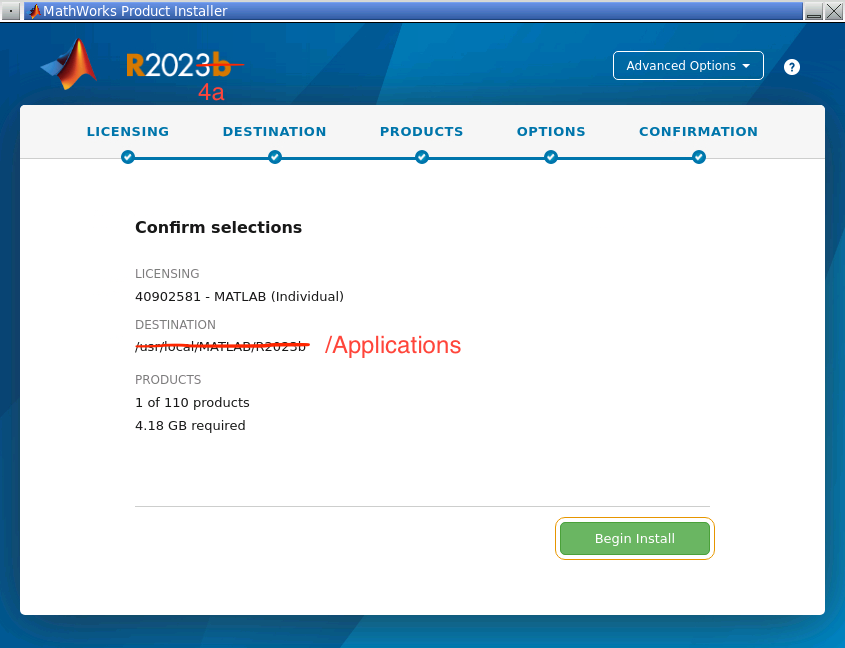 MathWorks Product Installer
R2023b
4a
Advanced Options
?
LICENSING DESTINATION PRODUCTS OPTIONS CONFIRMATION
Confirm selections
LICENSING
40902581 - MATLAB (Individual)
DESTINATION
/usr/local/MATLAB/R2023b /Applications
PRODUCTS
1 of 110 products
4.18 GB required
Begin Install